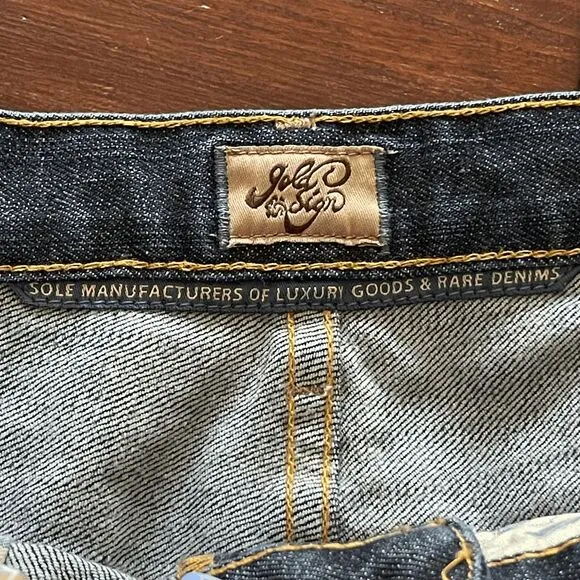 gold
Sign
SOLE MANUFACTURERS OF LUXURY GOODS & RARE DENIMS